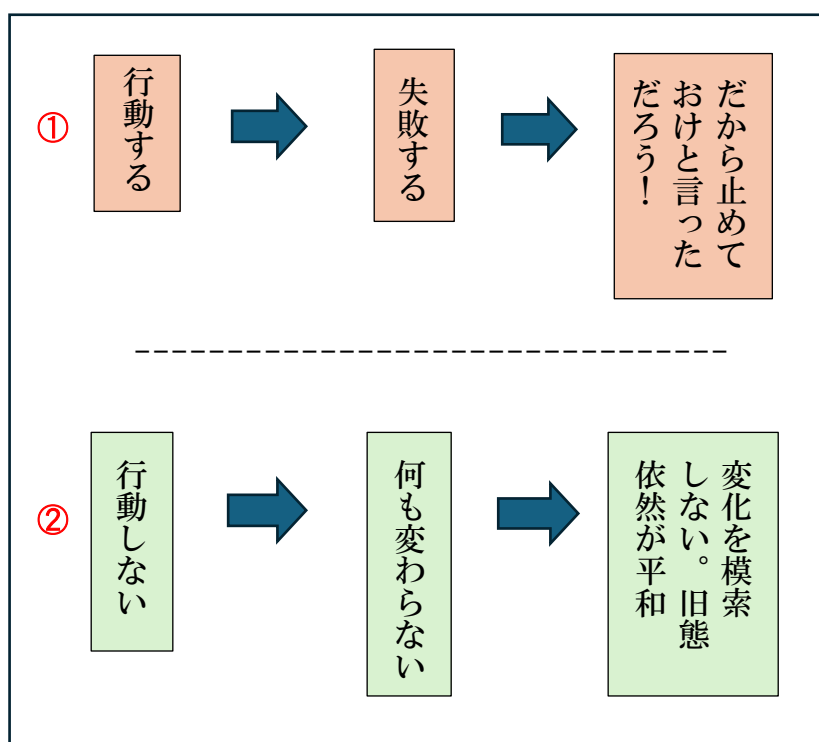 ①
行動する
失敗する
だから止めて
おけと言った
だろう！
②
行動しない
何も変わらない
変化を模索
しない。旧態
依然が平和